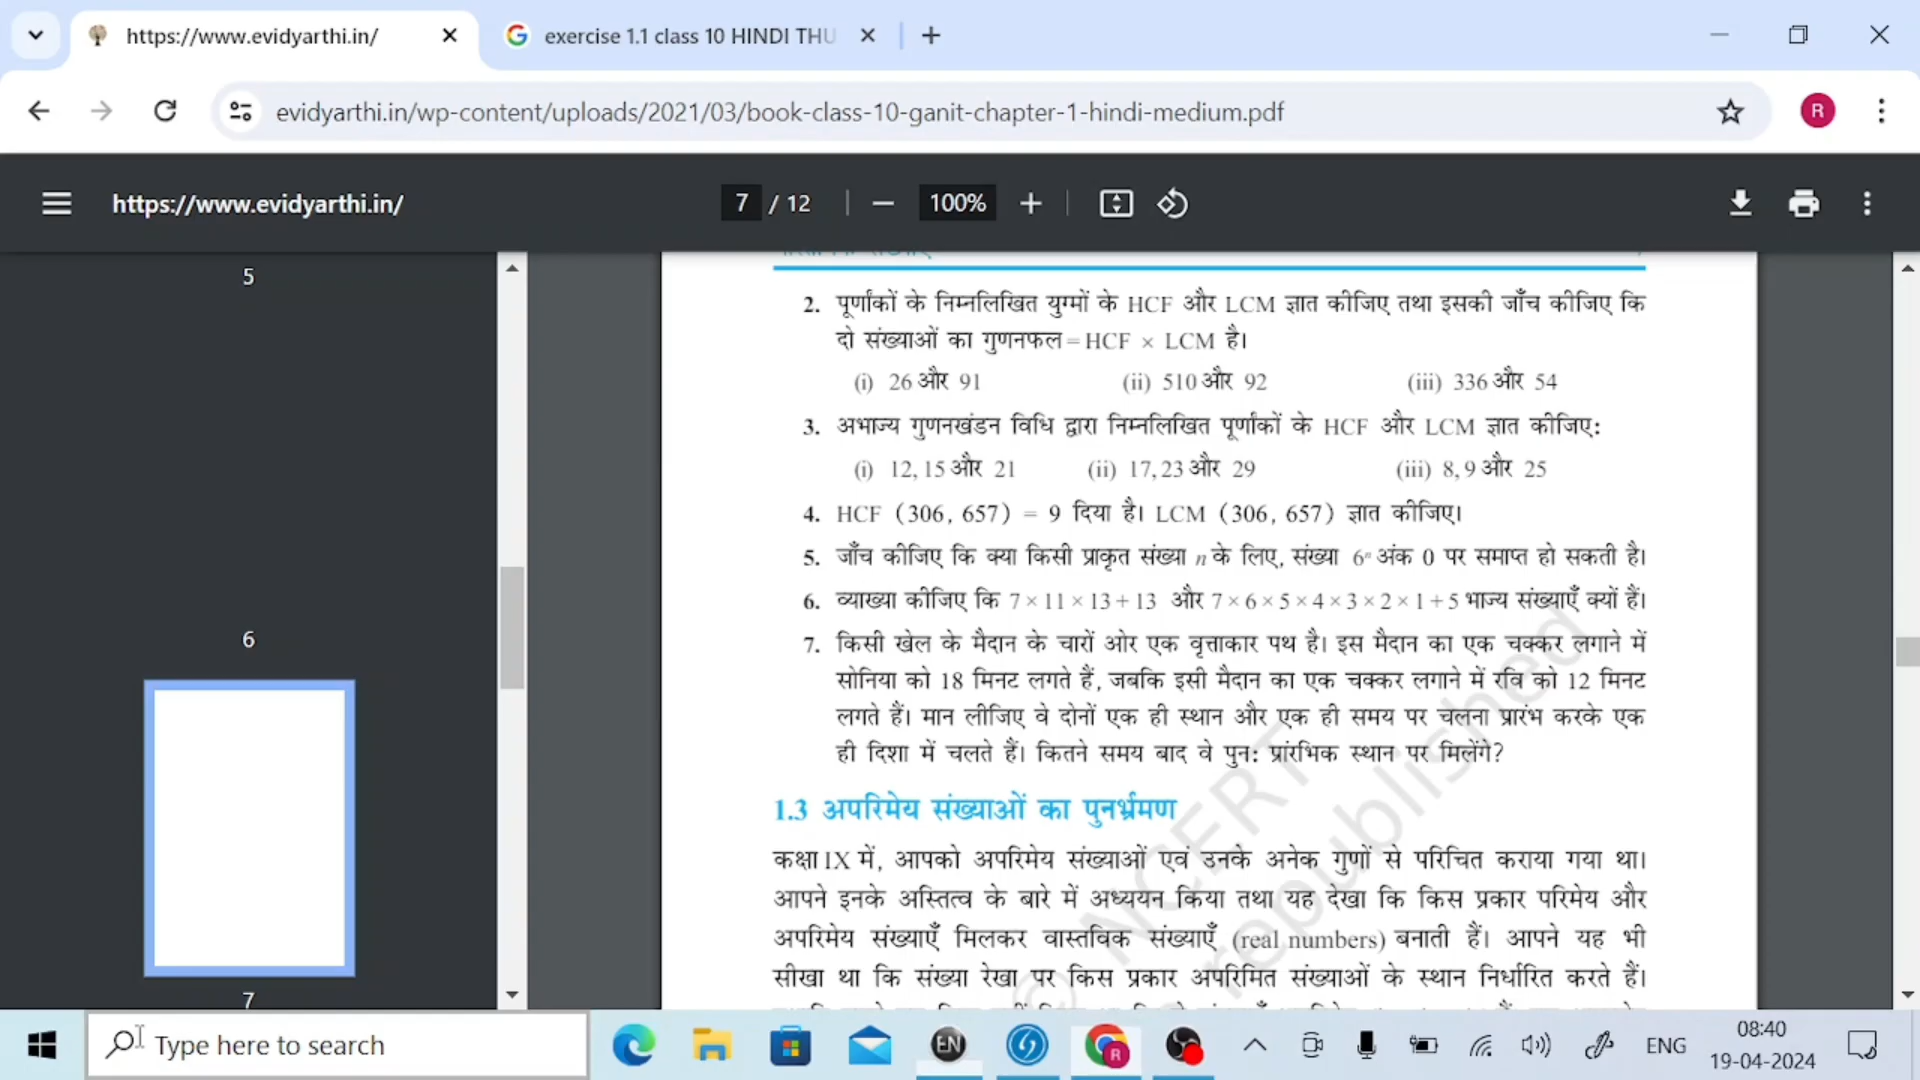 https://www.evidyarthi.in/
exercise 1.1 class 10 HINDI THU
evidyarthi.in/wp-content/uploads/2021/03/book-class-10-ganit-chapter-1-hindi-medium.pdf
R
https://www.evidyarthi.in/
7 / 12
100%
5
6
7
2. पूर्णांकों के निम्नलिखित युग्मों के HCF और LCM ज्ञात कीजिए तथा इसकी जाँच कीजिए कि
दो संख्याओं का गुणनफल = HCF × LCM है।
(i) 26 और 91 (ii) 510 और 92 (iii) 336 और 54
3. अभाज्य गुणनखंडन विधि द्वारा निम्नलिखित पूर्णांकों के HCF और LCM ज्ञात कीजिए:
(i) 12, 15 और 21 (ii) 17, 23 और 29 (iii) 8, 9 और 25
4. HCF (306, 657) = 9 दिया है। LCM (306, 657) ज्ञात कीजिए।
5. जाँच कीजिए कि क्या किसी प्राकृत संख्या n के लिए, संख्या 6ⁿ अंक 0 पर समाप्त हो सकती है।
6. व्याख्या कीजिए कि 7 × 11 × 13 + 13 और 7 × 6 × 5 × 4 × 3 × 2 × 1 + 5 भाज्य संख्याएँ क्यों हैं।
7. किसी खेल के मैदान के चारों ओर एक वृत्ताकार पथ है। इस मैदान का एक चक्कर लगाने में
सोनिया को 18 मिनट लगते हैं, जबकि इसी मैदान का एक चक्कर लगाने में रवि को 12 मिनट
लगते हैं। मान लीजिए वे दोनों एक ही स्थान और एक ही समय पर चलना प्रारंभ करके एक
ही दिशा में चलते हैं। कितने समय बाद वे पुन: प्रांरभिक स्थान पर मिलेंगे?
1.3 अपरिमेय संख्याओं का पुनर्भ्रमण
कक्षा IX में, आपको अपरिमेय संख्याओं एवं उनके अनेक गुणों से परिचित कराया गया था।
आपने इनके अस्तित्व के बारे में अध्ययन किया तथा यह देखा कि किस प्रकार परिमेय और
अपरिमेय संख्याएँ मिलकर वास्तविक संख्याएँ (real numbers) बनाती हैं। आपने यह भी
सीखा था कि संख्या रेखा पर किस प्रकार अपरिमित संख्याओं के स्थान निर्धारित करते हैं।
© NCERT
republished
Type here to search
EN
R
ENG
08:40
19-04-2024